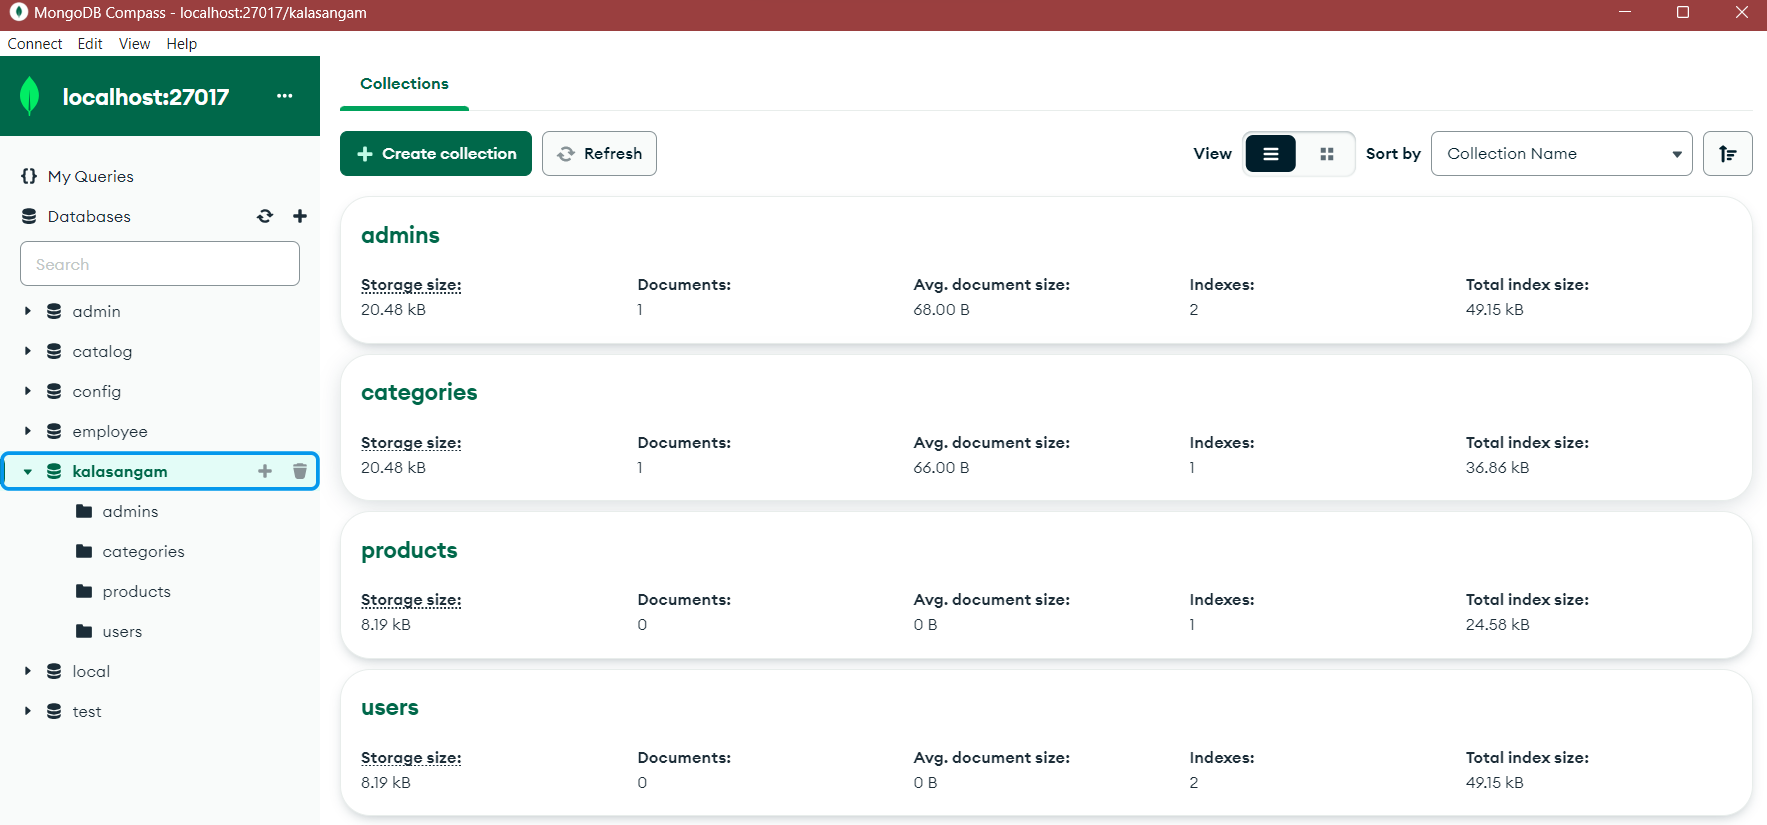 MongoDB Compass - localhost:27017/kalasangam
Connect Edit View Help
localhost:27017 ...
{} My Queries
Databases
Search
admin
catalog
config
employee
kalasangam
admins
categories
products
users
local
test
Collections
+ Create collection Refresh View Sort by Collection Name
admins
Storage size: Documents: Avg. document size: Indexes: Total index size:
20.48 kB 1 68.00 B 2 49.15 kB
categories
Storage size: Documents: Avg. document size: Indexes: Total index size:
20.48 kB 1 66.00 B 1 36.86 kB
products
Storage size: Documents: Avg. document size: Indexes: Total index size:
8.19 kB 0 0 B 1 24.58 kB
users
Storage size: Documents: Avg. document size: Indexes: Total index size:
8.19 kB 0 0 B 2 49.15 kB